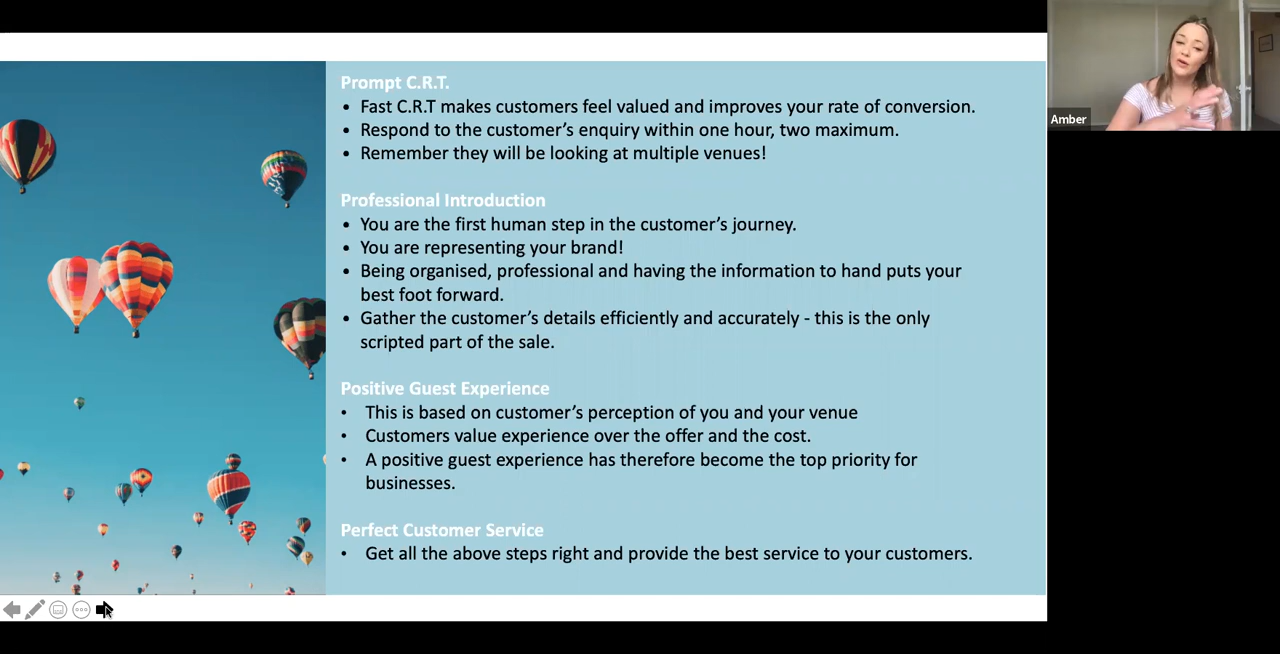 Prompt C.R.T.
• Fast C.R.T makes customers feel valued and improves your rate of conversion.
• Respond to the customer’s enquiry within one hour, two maximum.
• Remember they will be looking at multiple venues!
Professional Introduction
• You are the first human step in the customer’s journey.
• You are representing your brand!
• Being organised, professional and having the information to hand puts your
best foot forward.
• Gather the customer’s details efficiently and accurately - this is the only
scripted part of the sale.
Positive Guest Experience
• This is based on customer’s perception of you and your venue
• Customers value experience over the offer and the cost.
• A positive guest experience has therefore become the top priority for
businesses.
Perfect Customer Service
• Get all the above steps right and provide the best service to your customers.
Amber